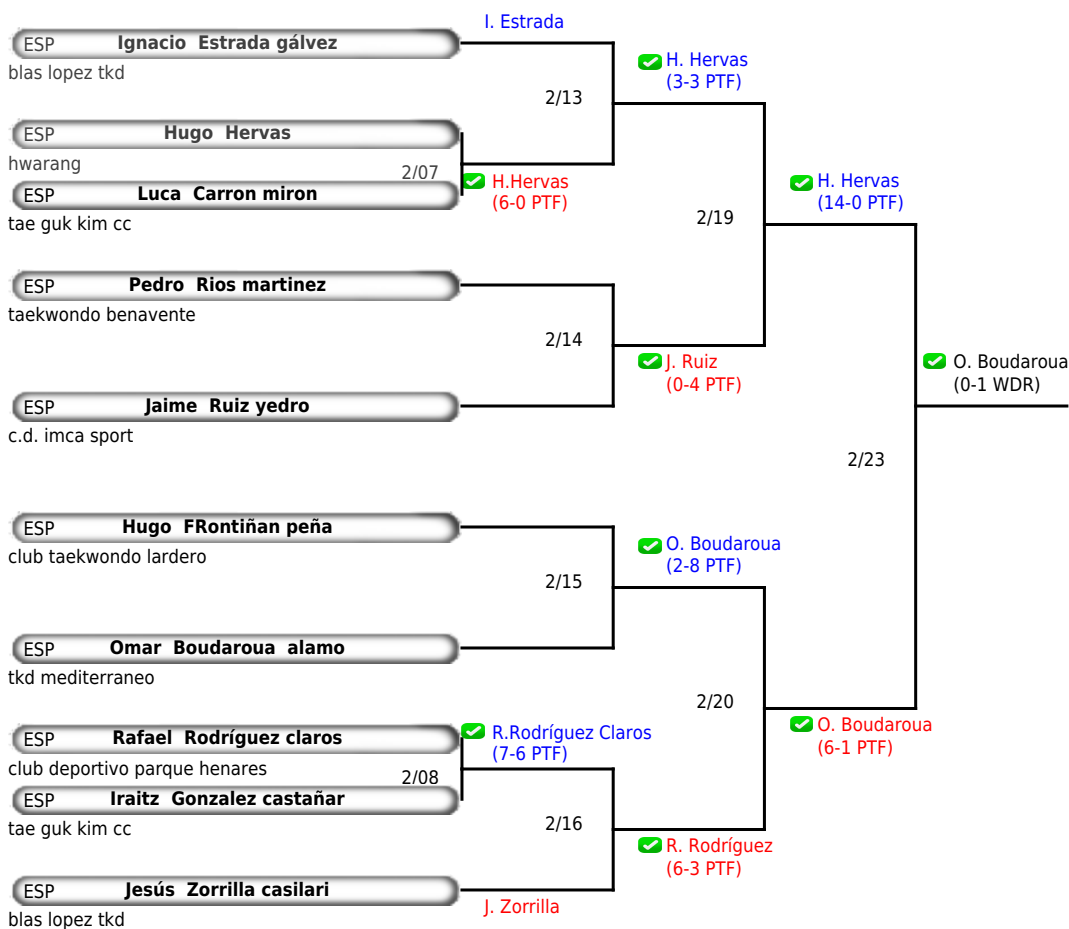 I. Estrada
ESP Ignacio Estrada gálvez
blas lopez tkd
H. Hervas
(3-3 PTF)
2/13
ESP Hugo Hervas
hwarang
2/07
H.Hervas
(6-0 PTF)
ESP Luca Carron miron
tae guk kim cc
H. Hervas
(14-0 PTF)
2/19
ESP Pedro Rios martinez
taekwondo benavente
2/14
J. Ruiz
(0-4 PTF)
O. Boudaroua
(0-1 WDR)
ESP Jaime Ruiz yedro
c.d. imca sport
2/23
ESP Hugo FRontiñan peña
club taekwondo lardero
O. Boudaroua
(2-8 PTF)
2/15
ESP Omar Boudaroua alamo
tkd mediterraneo
2/20
O. Boudaroua
(6-1 PTF)
ESP Rafael Rodríguez claros
club deportivo parque henares
R.Rodríguez Claros
(7-6 PTF)
2/08
ESP Iraitz Gonzalez castañar
tae guk kim cc
2/16
R. Rodríguez
(6-3 PTF)
ESP Jesús Zorrilla casilari
blas lopez tkd
J. Zorrilla